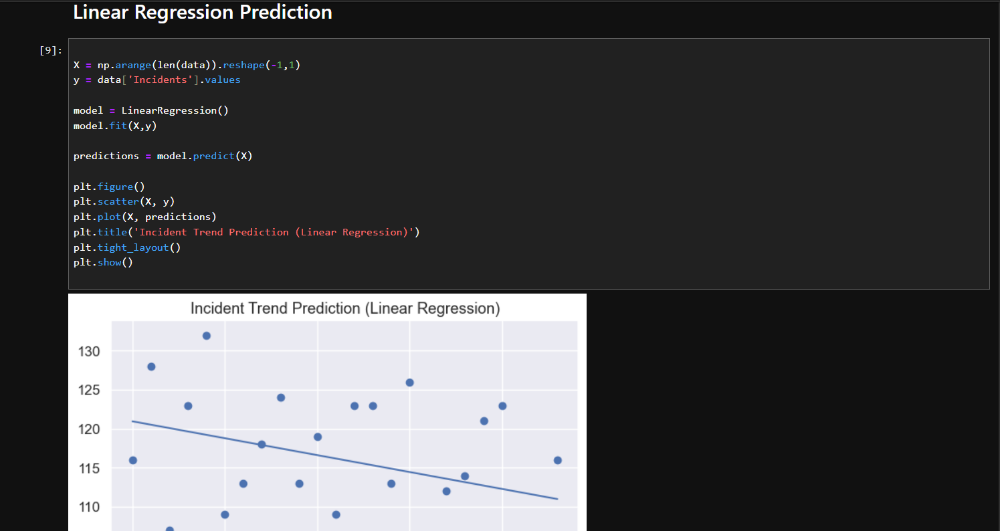 Linear Regression Prediction
[9]:
X = np.arange(len(data)).reshape(-1,1)
y = data['Incidents'].values
model = LinearRegression()
model.fit(X,y)
predictions = model.predict(X)
plt.figure()
plt.scatter(X, y)
plt.plot(X, predictions)
plt.title('Incident Trend Prediction (Linear Regression)')
plt.tight_layout()
plt.show()
Incident Trend Prediction (Linear Regression)
130
125
120
115
110